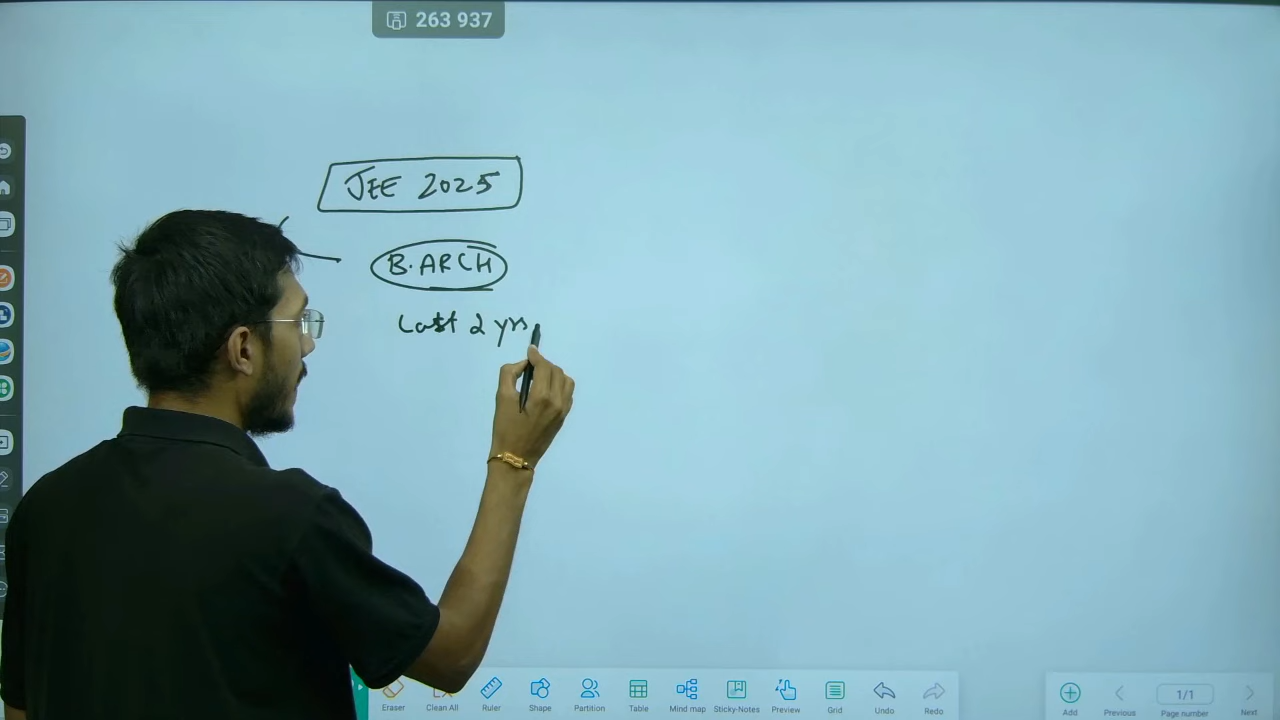 263 937
JEE 2025
B.ARCH
Last 2 yrs
Eraser Clean All Ruler Shape Partition Table Mind map Sticky-Notes Preview Grid Undo Redo
Add Previous 1/1 Page number Next